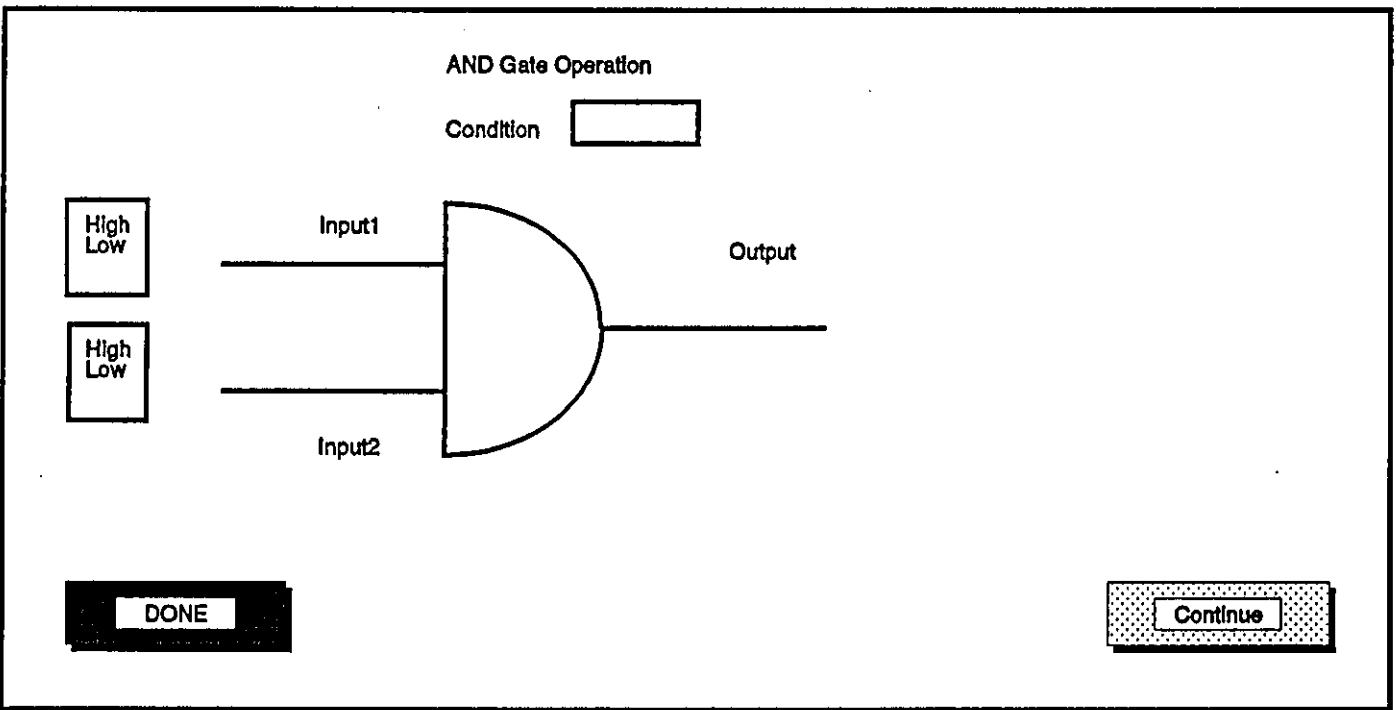 AND Gate Operation
Condition
High
Low
Input1
Output
High
Low
Input2
DONE
Continue